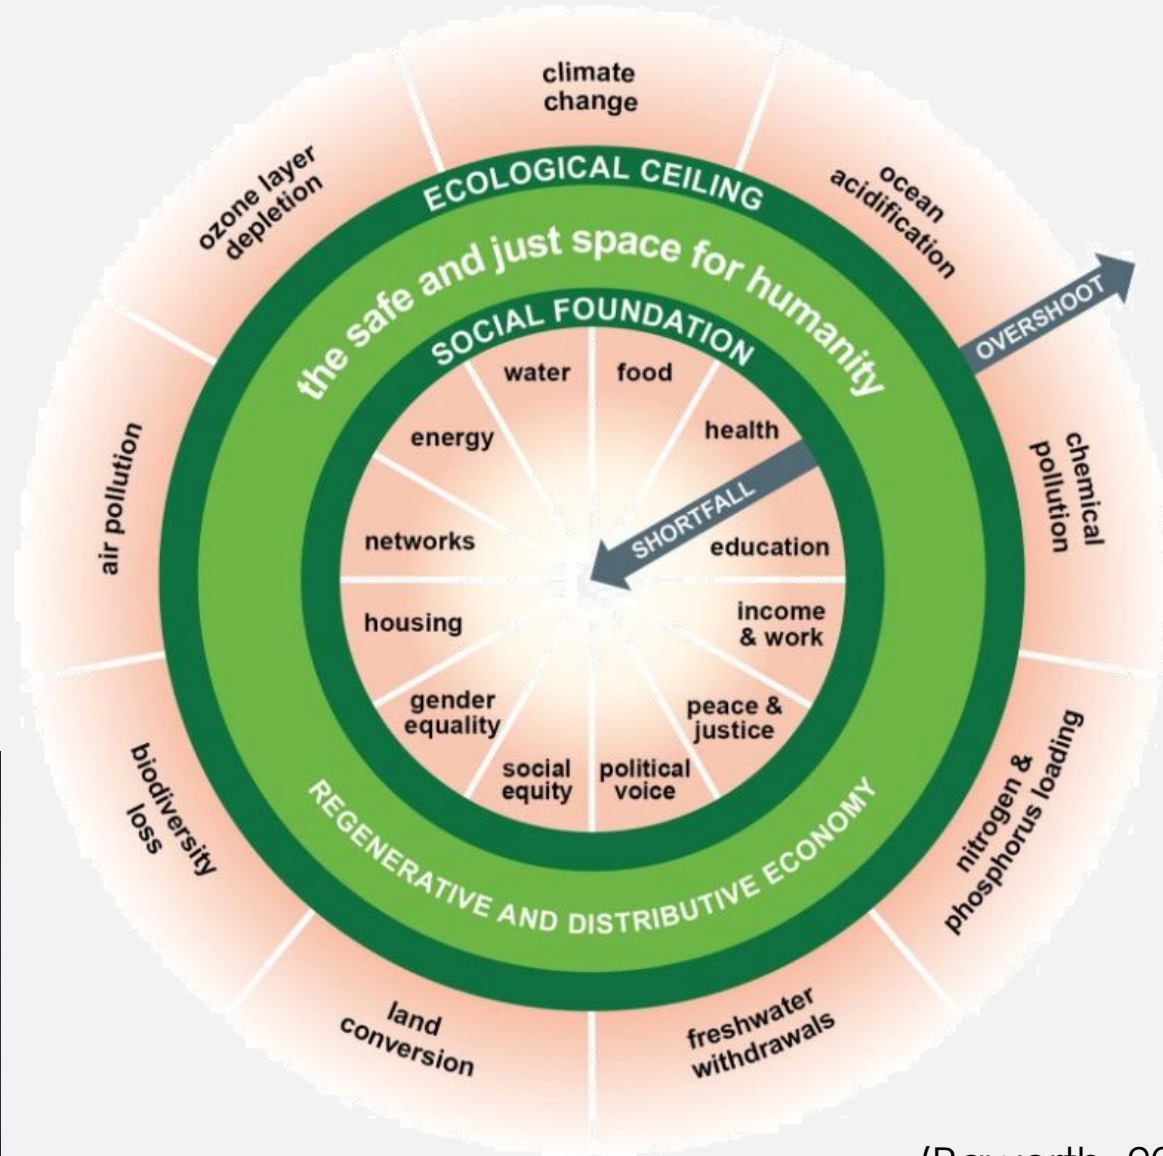 climate
change
ocean
acidification
OVERSHOOT
chemical
pollution
nitrogen &
phosphorus loading
freshwater
withdrawals
land
conversion
biodiversity
loss
air pollution
ozone layer
depletion
ECOLOGICAL CEILING
the safe and just space for humanity
SOCIAL FOUNDATION
water
food
health
SHORTFALL
education
income
& work
peace &
justice
political
voice
social
equity
gender
equality
housing
networks
energy
REGENERATIVE AND DISTRIBUTIVE ECONOMY